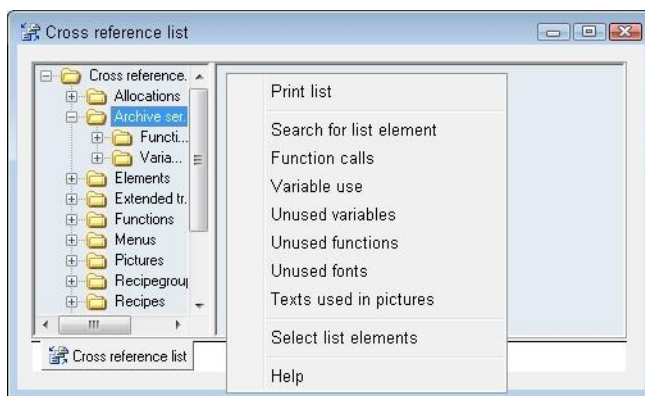 Cross reference list
Cross reference.
Allocations
Archive ser.
Functi...
Varia...
Elements
Extended tr.
Functions
Menus
Pictures
Recipegrou
Recipes
Cross reference list
Print list
Search for list element
Function calls
Variable use
Unused variables
Unused functions
Unused fonts
Texts used in pictures
Select list elements
Help